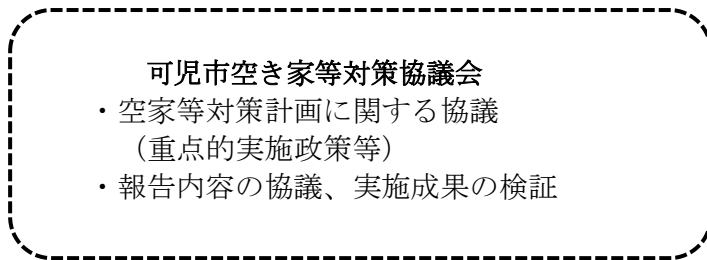 可児市空き家等対策協議会
・空家等対策計画に関する協議
（重点的実施政策等）
・報告内容の協議、実施成果の検証